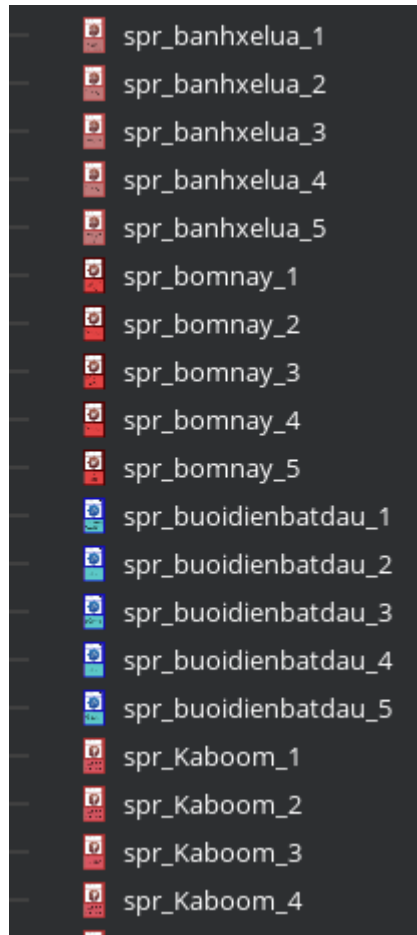 spr_banhxelua_1
spr_banhxelua_2
spr_banhxelua_3
spr_banhxelua_4
spr_banhxelua_5
spr_bomnay_1
spr_bomnay_2
spr_bomnay_3
spr_bomnay_4
spr_bomnay_5
spr_buoidienbatdau_1
spr_buoidienbatdau_2
spr_buoidienbatdau_3
spr_buoidienbatdau_4
spr_buoidienbatdau_5
spr_Kaboom_1
spr_Kaboom_2
spr_Kaboom_3
spr_Kaboom_4